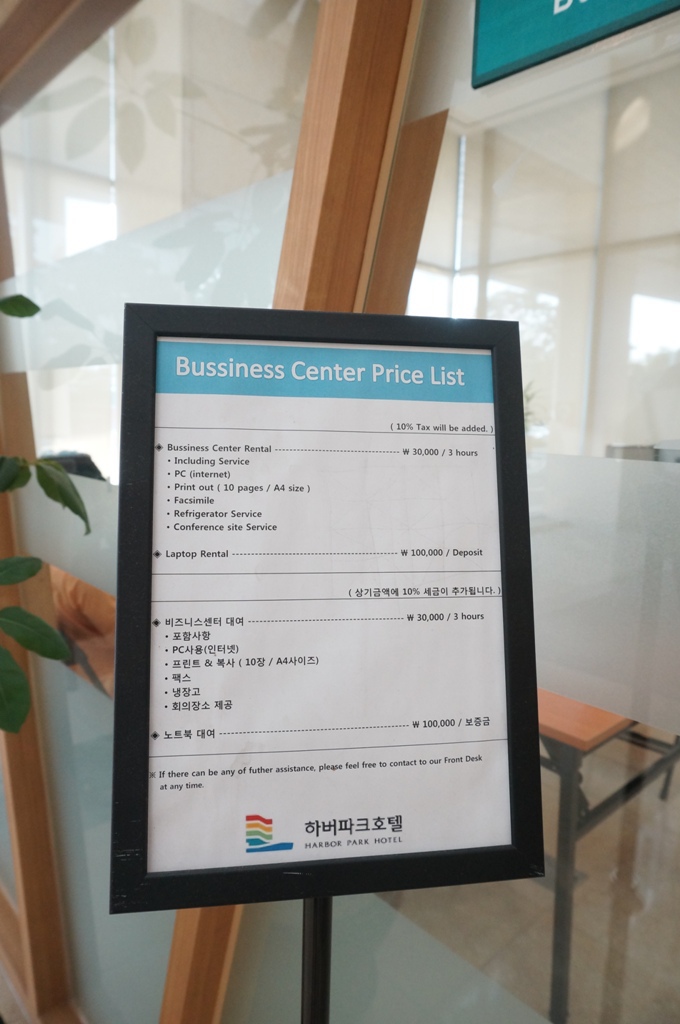 Bussiness Center Price List
( 10% Tax will be added. )
◈ Bussiness Center Rental ---------------------------------------- ₩ 30,000 / 3 hours
• Including Service
• PC (internet)
• Print out ( 10 pages / A4 size )
• Facsimile
• Refrigerator Service
• Conference site Service
◈ Laptop Rental ---------------------------------------- ₩ 100,000 / Deposit
( 상기금액에 10% 세금이 추가됩니다. )
◈ 비즈니스센터 대여 ---------------------------------------- ₩ 30,000 / 3 hours
• 포함사항
• PC사용(인터넷)
• 프린트 & 복사 ( 10장 / A4사이즈)
• 팩스
• 냉장고
• 회의장소 제공
◈ 노트북 대여 ---------------------------------------- ₩ 100,000 / 보증금
※ If there can be any of futher assistance, please feel free to contact to our Front Desk
at any time.
하버파크호텔
HARBOR PARK HOTEL